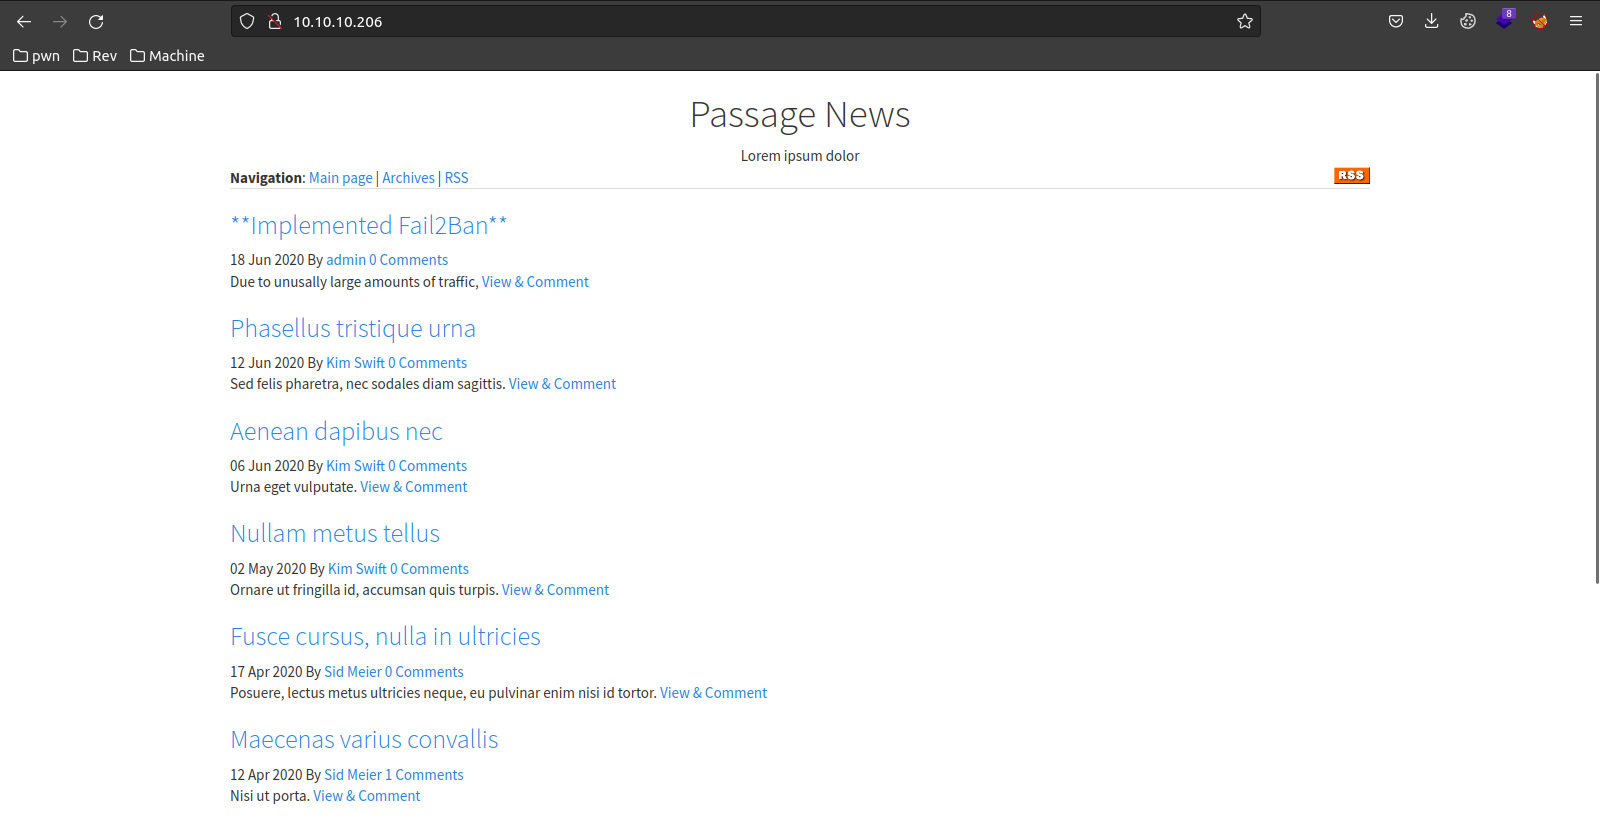 10.10.10.206
8
pwn Rev Machine
Passage News
Lorem ipsum dolor
Navigation: Main page | Archives | RSS
RSS
**Implemented Fail2Ban**
18 Jun 2020 By admin 0 Comments
Due to unusally large amounts of traffic, View & Comment
Phasellus tristique urna
12 Jun 2020 By Kim Swift 0 Comments
Sed felis pharetra, nec sodales diam sagittis. View & Comment
Aenean dapibus nec
06 Jun 2020 By Kim Swift 0 Comments
Urna eget vulputate. View & Comment
Nullam metus tellus
02 May 2020 By Kim Swift 0 Comments
Ornare ut fringilla id, accumsan quis turpis. View & Comment
Fusce cursus, nulla in ultricies
17 Apr 2020 By Sid Meier 0 Comments
Posuere, lectus metus ultricies neque, eu pulvinar enim nisi id tortor. View & Comment
Maecenas varius convallis
12 Apr 2020 By Sid Meier 1 Comments
Nisi ut porta. View & Comment